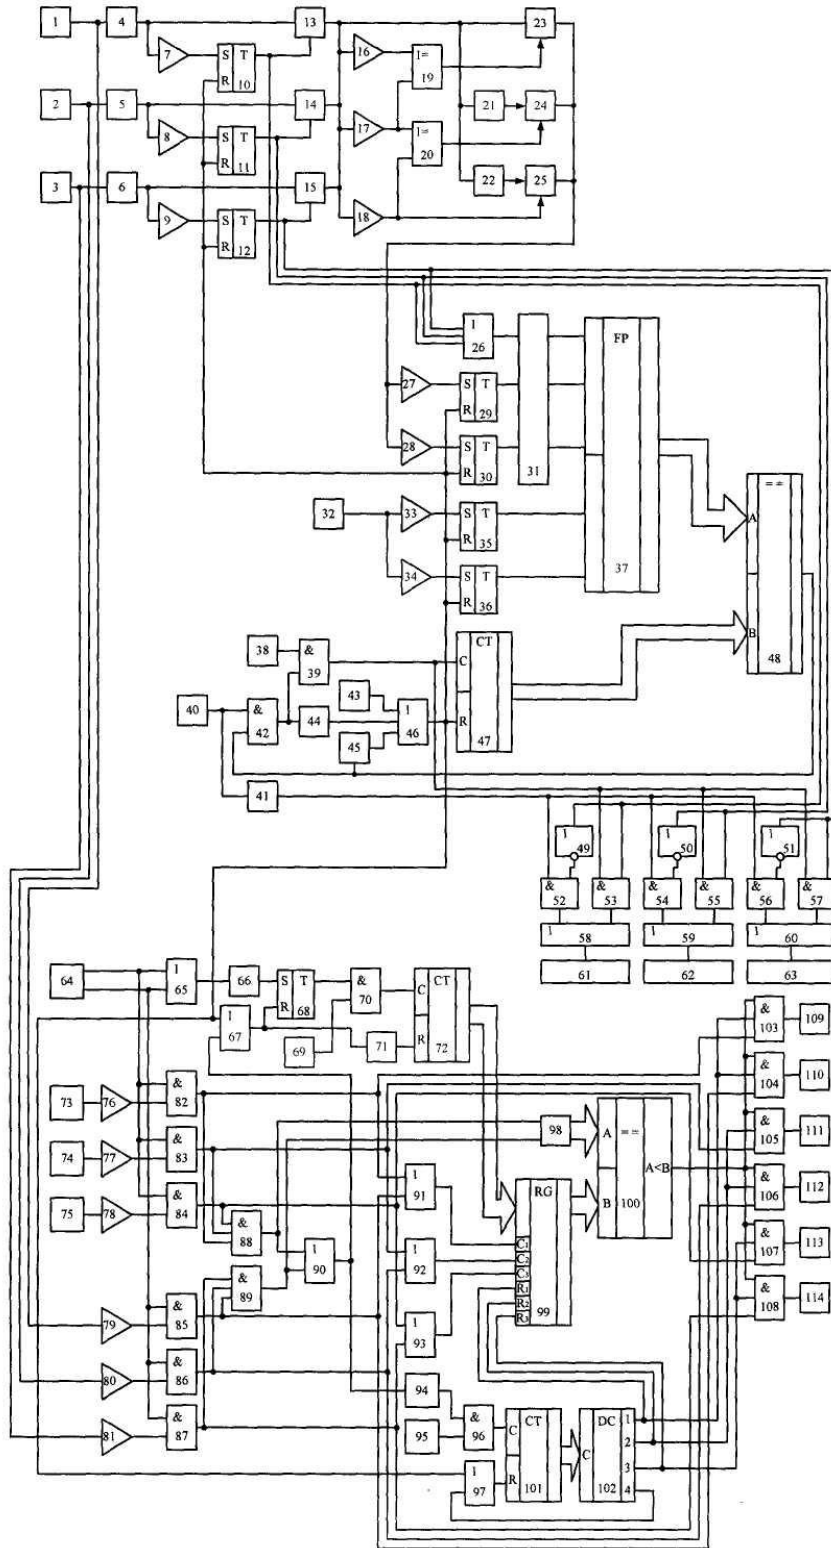 1 4 13 23
7 S T 16 1=
R 10 19
2 5 14 21 24
8 S T 17 1=
R 11 20
3 6 15 22 25
9 S T 18
R 12
1 FP
26
27 S T
R 29
28 S T
R 30 31
32 33 S T == A
R 35
34 S T 37
R 36
38 & CT B
39 C 48
40 & 43 1
42 44 46 R
45 47
41
1 1 1
49 50 51
& & & & & &
52 53 54 55 56 57
1 58 1 59 1 60
61 62 63
64 1 66 S T & CT &
65 R 68 70 C 103 109
1 69 71 R 72
67
73 76 & & 110
82 104
74 77 & 98 A == & 111
83 105
75 78 & 1 RG B 100 A<B & 112
84 91 106
& 1 C1 & 113
88 90 C2 107
1 C3
92 R1
& R2 & 114
89 R3 99 108
79 & 1
85 93
80 & 94 & CT DC 1
86 96 C 2
81 & 95 C 3
87 1 R 101 102 4
97